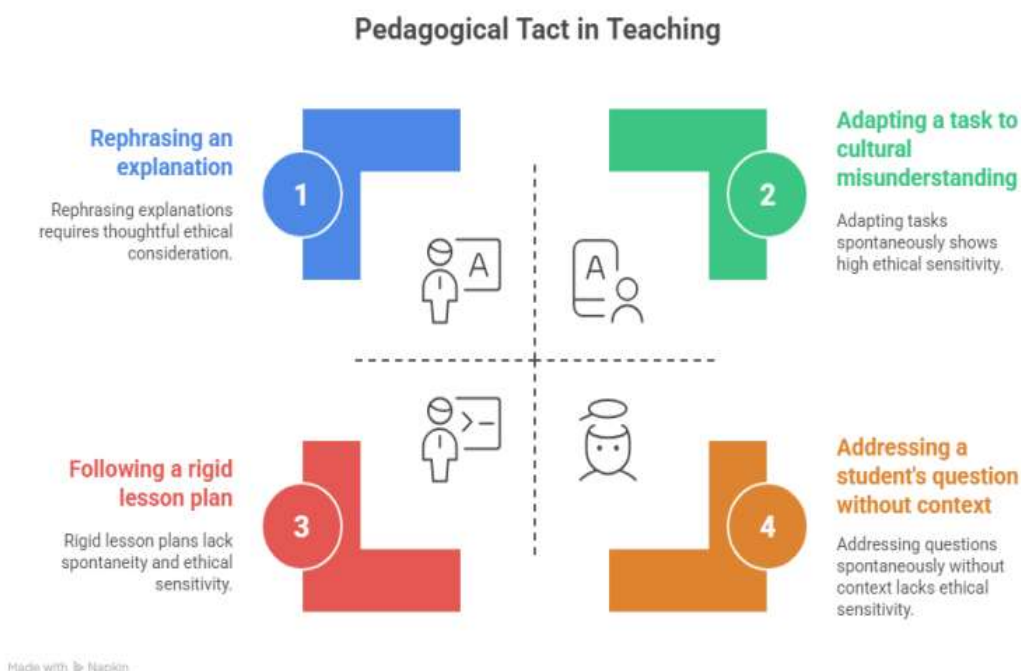 Pedagogical Tact in Teaching
Rephrasing an
explanation
Rephrasing explanations
requires thoughtful ethical
consideration.
1
A
Adapting a task to
cultural
misunderstanding
Adapting tasks
spontaneously shows
high ethical sensitivity.
2
A
Following a rigid
lesson plan
Rigid lesson plans lack
spontaneity and ethical
sensitivity.
3
Addressing a
student's question
without context
Addressing questions
spontaneously without
context lacks ethical
sensitivity.
4
Made with Napkin